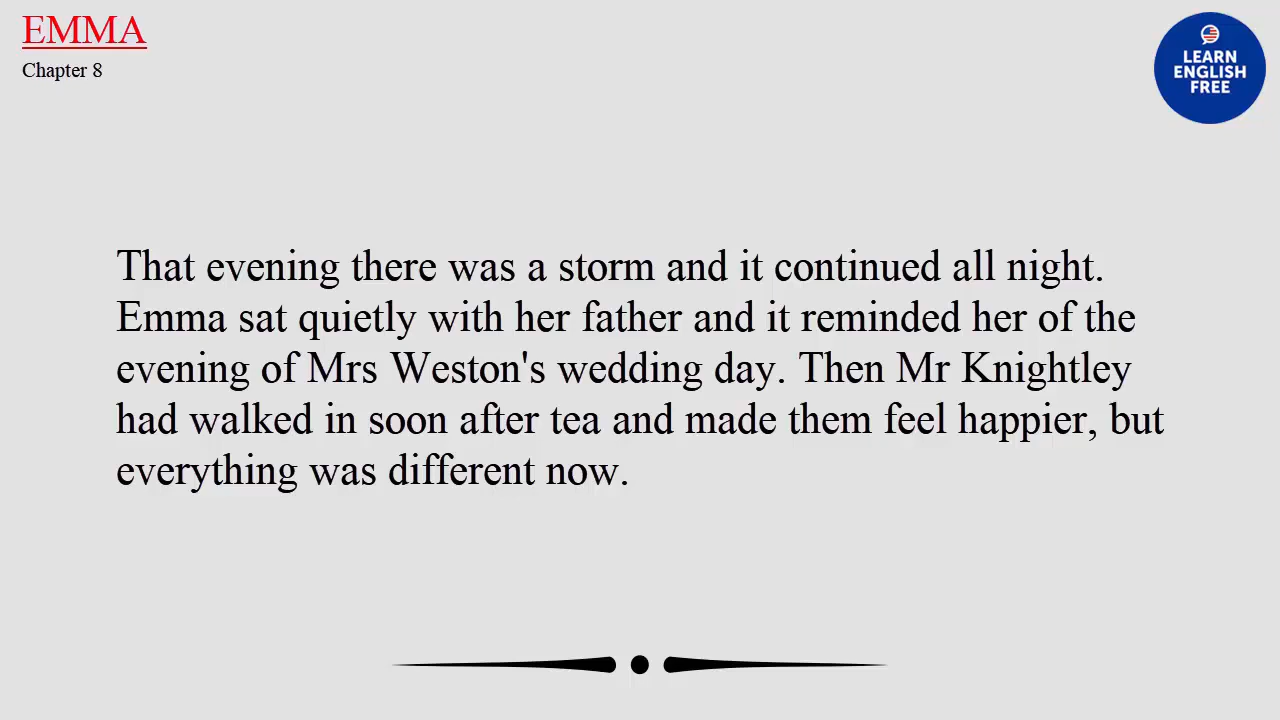 EMMA
Chapter 8
LEARN
ENGLISH
FREE
That evening there was a storm and it continued all night.
Emma sat quietly with her father and it reminded her of the
evening of Mrs Weston's wedding day. Then Mr Knightley
had walked in soon after tea and made them feel happier, but
everything was different now.